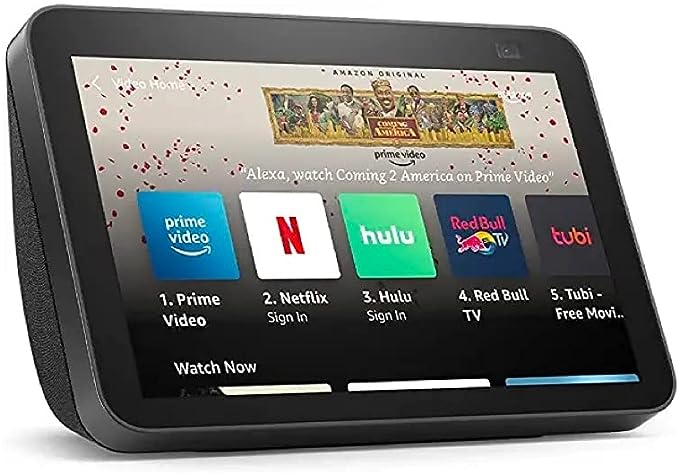 Video Home
AMAZON ORIGINAL
COMING 2 AMERICA
prime video
"Alexa, watch Coming 2 America on Prime Video"
prime video
N
hulu
Red Bull TV
tubi
1. Prime Video
2. Netflix
Sign In
3. Hulu
Sign In
4. Red Bull TV
5. Tubi - Free Movi..
Watch Now